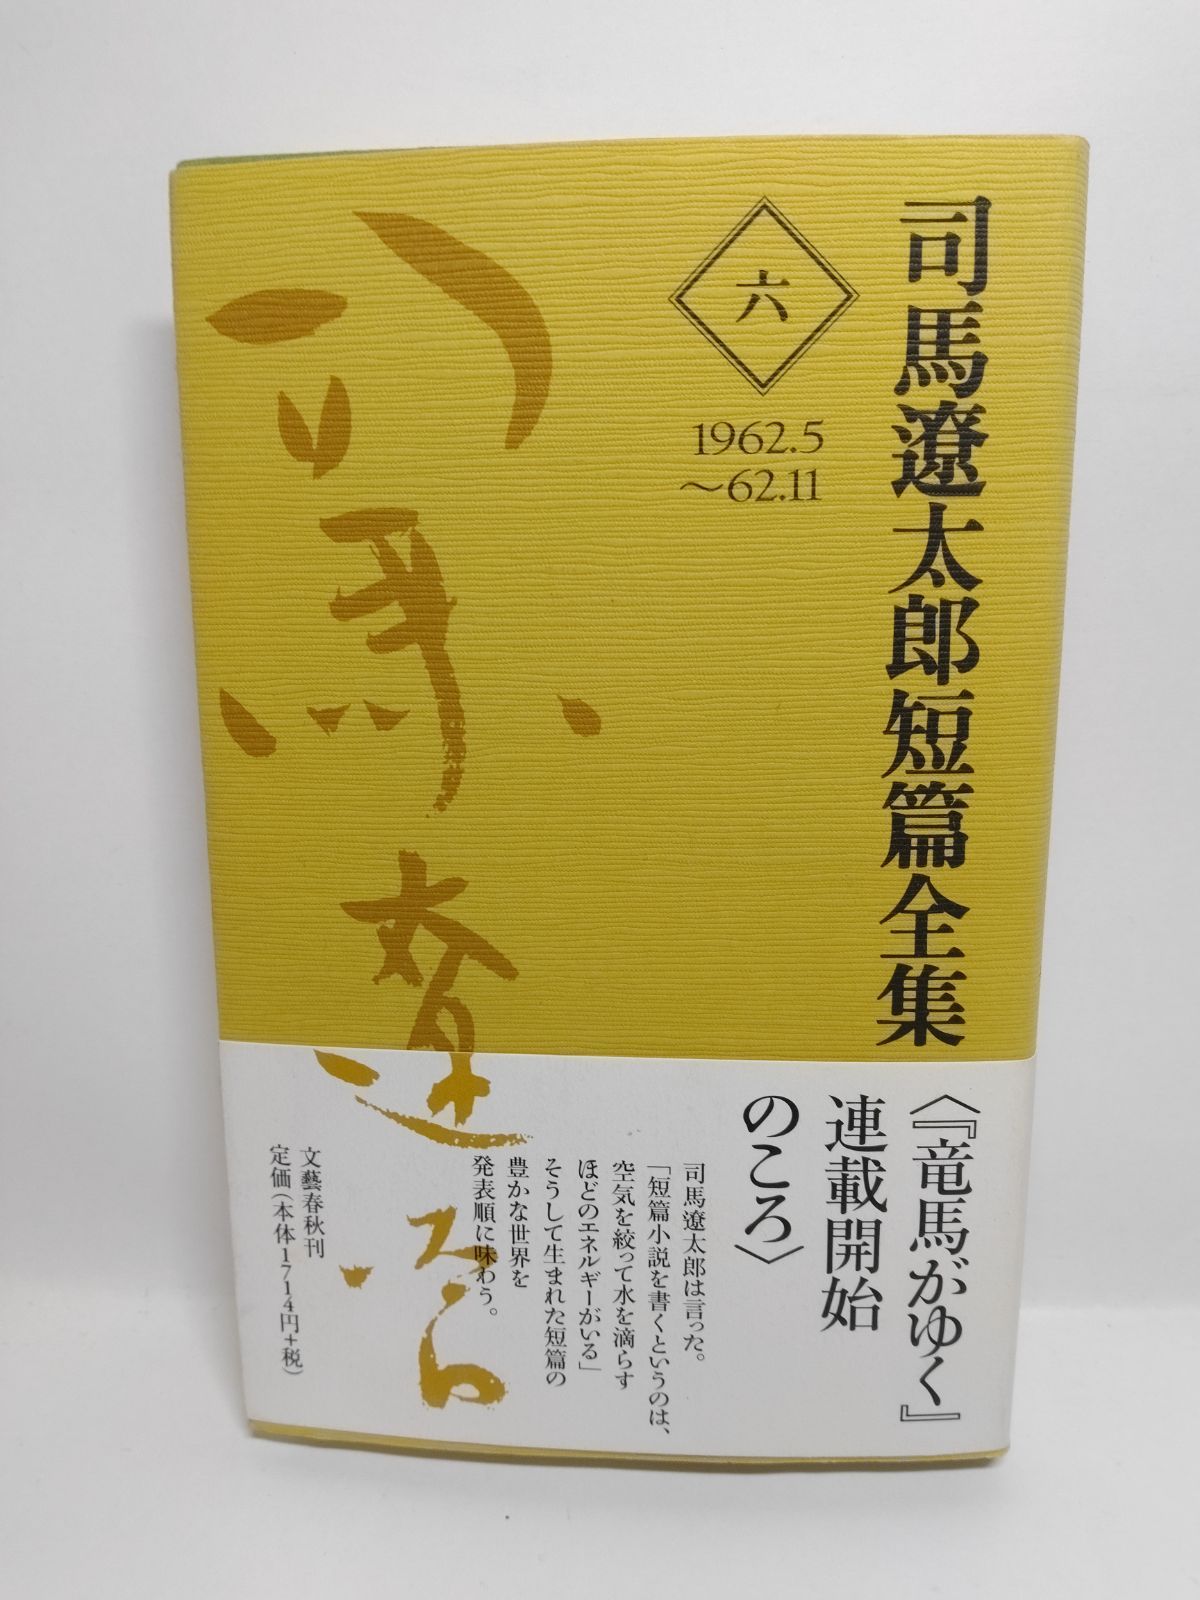 司馬遼太郎短篇全集
六
1962.5
～62.11
司馬遼太郎
〈『竜馬がゆく』
連載開始
のころ〉
司馬遼太郎は言った。
「短篇小説を書くというのは、
空気を絞って水を滴らす
ほどのエネルギーがいる」
そうして生まれた短篇の
豊かな世界を
発表順に味わう。
文藝春秋刊
定価(本体1714円+税)